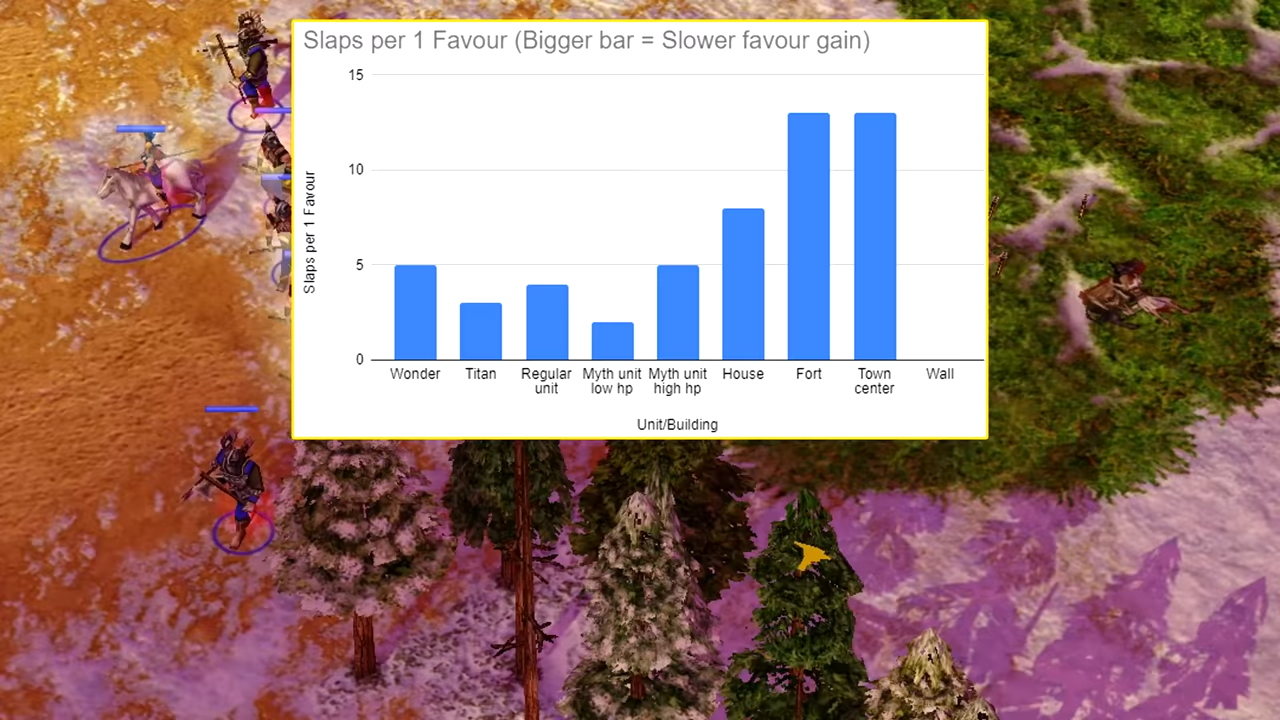 Slaps per 1 Favour (Bigger bar = Slower favour gain)
15
10
5
0
Slaps per 1 Favour
Wonder
Titan
Regular
unit
Myth unit
low hp
Myth unit
high hp
House
Fort
Town
center
Wall
Unit/Building